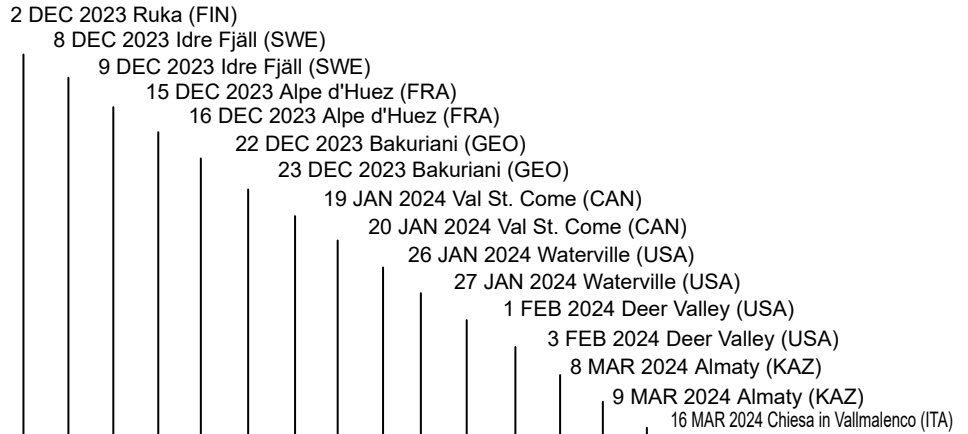 2 DEC 2023 Ruka (FIN)
8 DEC 2023 Idre Fjäll (SWE)
9 DEC 2023 Idre Fjäll (SWE)
15 DEC 2023 Alpe d'Huez (FRA)
16 DEC 2023 Alpe d'Huez (FRA)
22 DEC 2023 Bakuriani (GEO)
23 DEC 2023 Bakuriani (GEO)
19 JAN 2024 Val St. Come (CAN)
20 JAN 2024 Val St. Come (CAN)
26 JAN 2024 Waterville (USA)
27 JAN 2024 Waterville (USA)
1 FEB 2024 Deer Valley (USA)
3 FEB 2024 Deer Valley (USA)
8 MAR 2024 Almaty (KAZ)
9 MAR 2024 Almaty (KAZ)
16 MAR 2024 Chiesa in Vallmalenco (ITA)